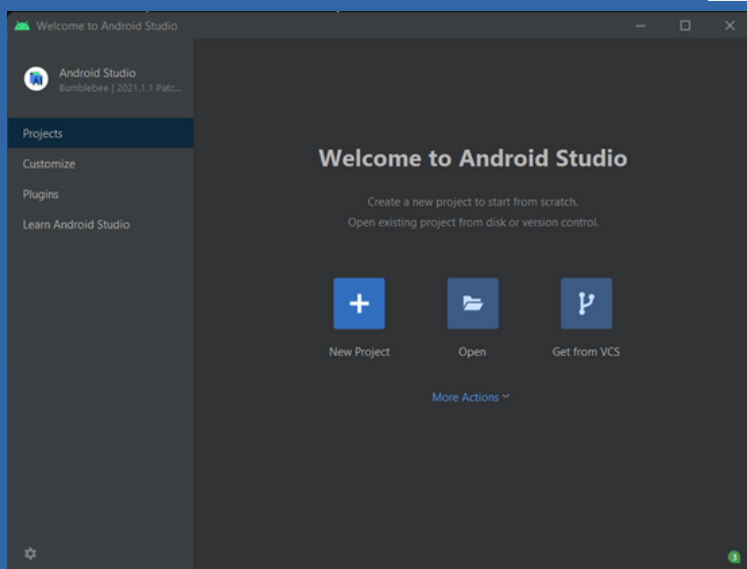 Welcome to Android Studio
Android Studio
Bumblebee | 2021.1.1 Patc...
Projects
Customize
Plugins
Learn Android Studio
Welcome to Android Studio
Create a new project to start from scratch.
Open existing project from disk or version control.
New Project
Open
Get from VCS
More Actions
3